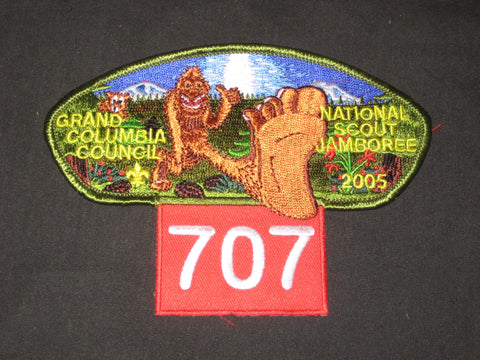 GRAND
COLUMBIA
COUNCIL
NATIONAL
SCOUT
JAMBOREE
2005
707